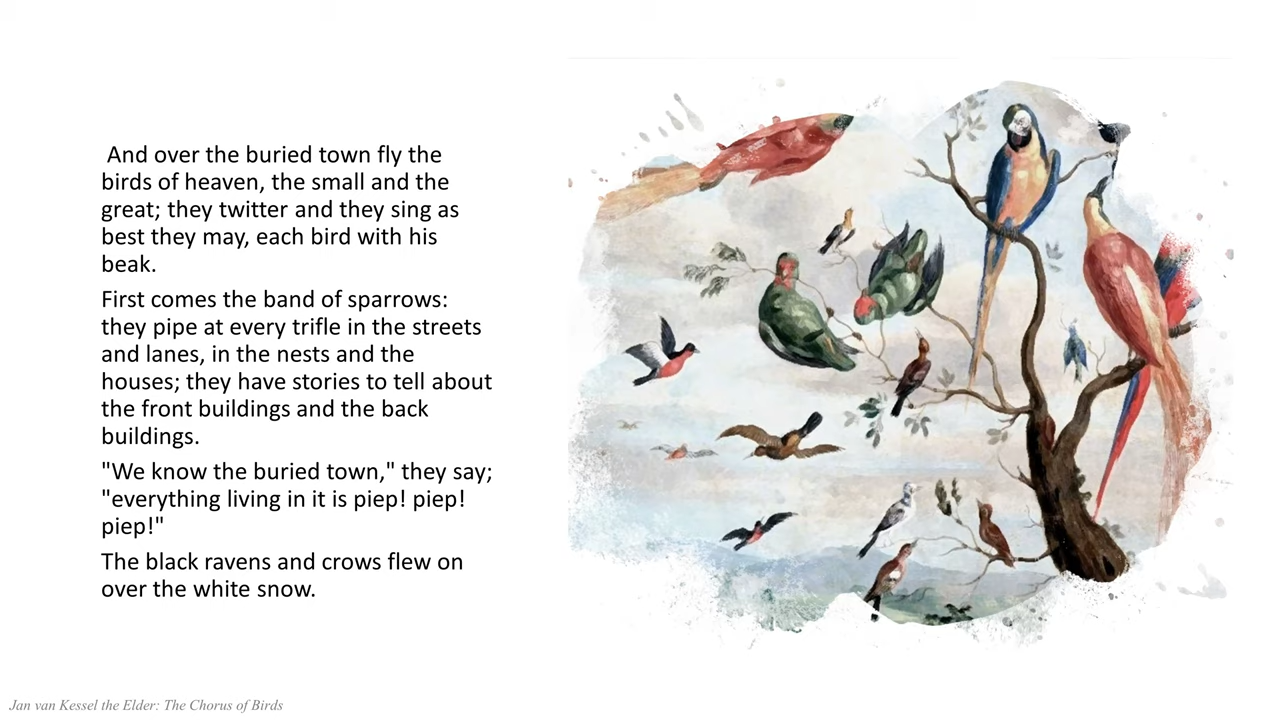 And over the buried town fly the
birds of heaven, the small and the
great; they twitter and they sing as
best they may, each bird with his
beak.
First comes the band of sparrows:
they pipe at every trifle in the streets
and lanes, in the nests and the
houses; they have stories to tell about
the front buildings and the back
buildings.
"We know the buried town," they say;
"everything living in it is piep! piep!
piep!"
The black ravens and crows flew on
over the white snow.
Jan van Kessel the Elder: The Chorus of Birds